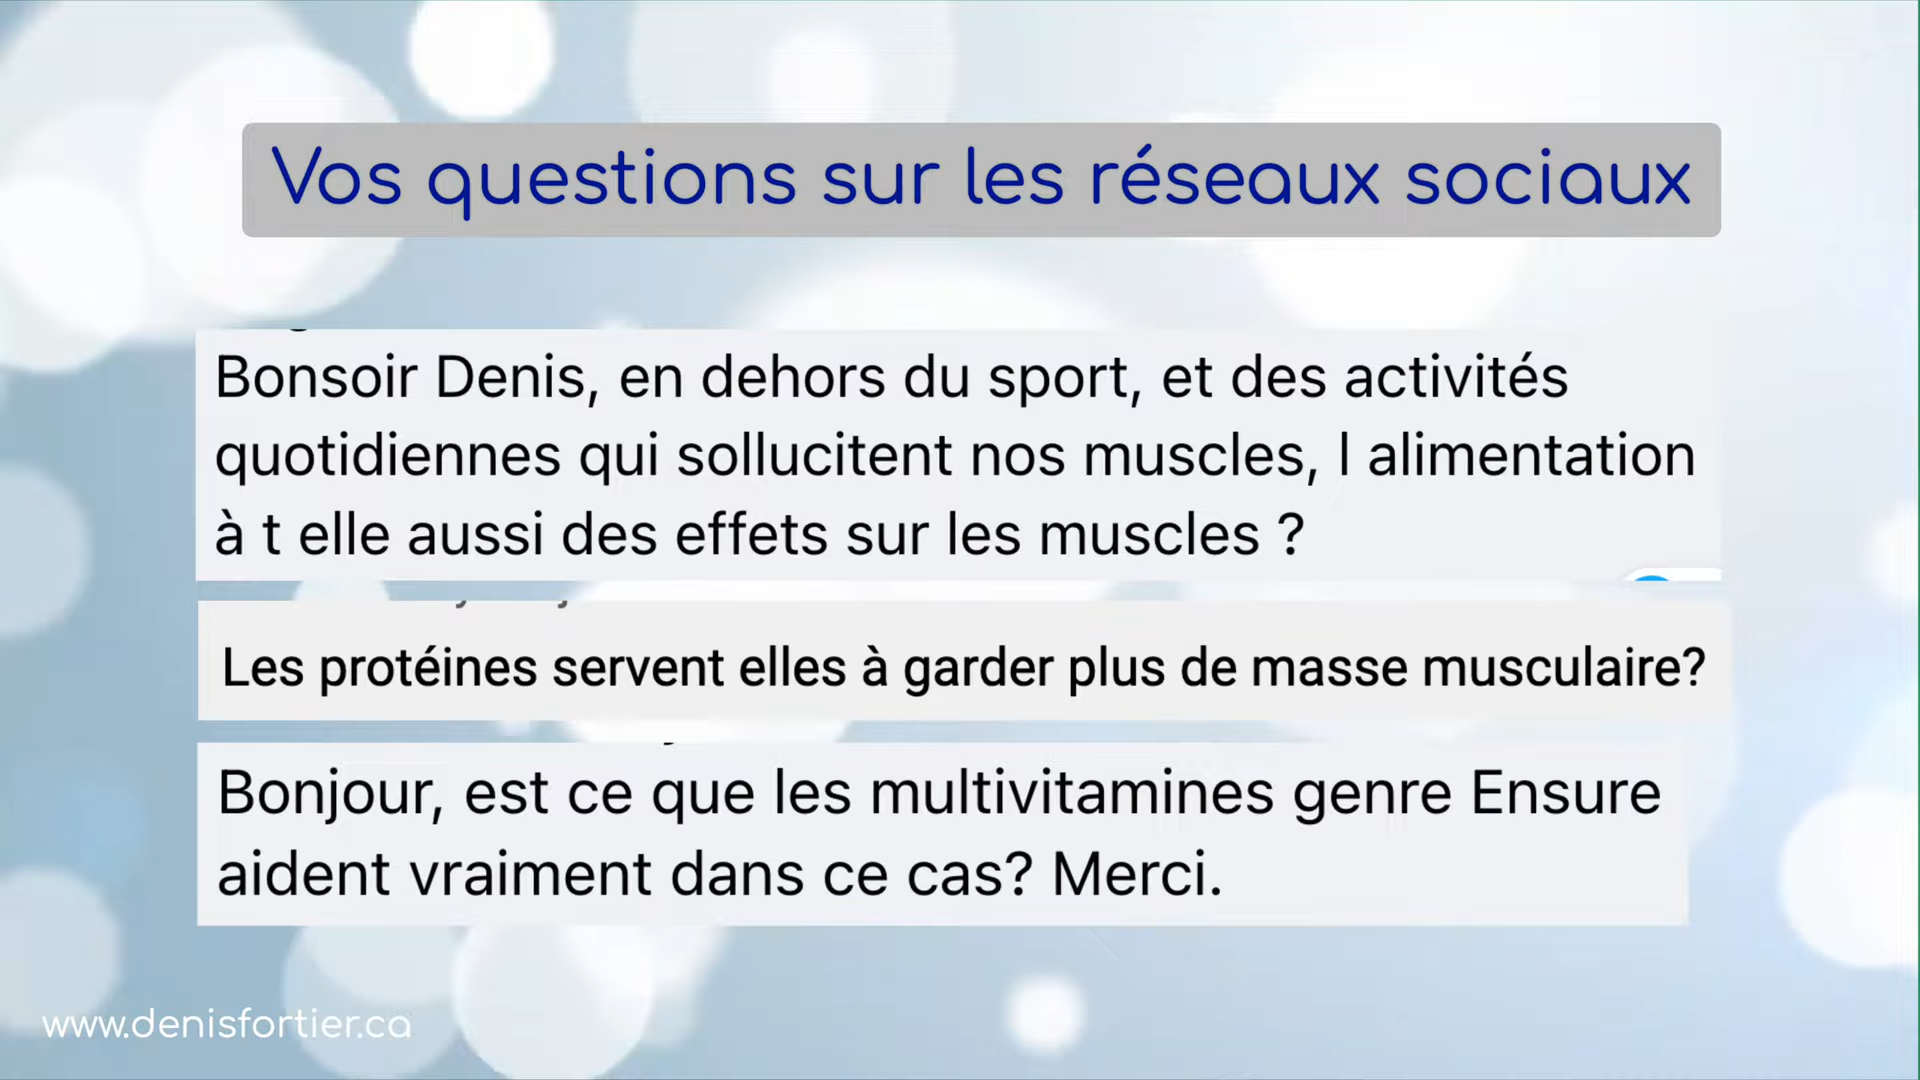 Vos questions sur les réseaux sociaux
Bonsoir Denis, en dehors du sport, et des activités
quotidiennes qui sollucitent nos muscles, l alimentation
à t elle aussi des effets sur les muscles ?
Les protéines servent elles à garder plus de masse musculaire?
Bonjour, est ce que les multivitamines genre Ensure
aident vraiment dans ce cas? Merci.
www.denisfortier.ca